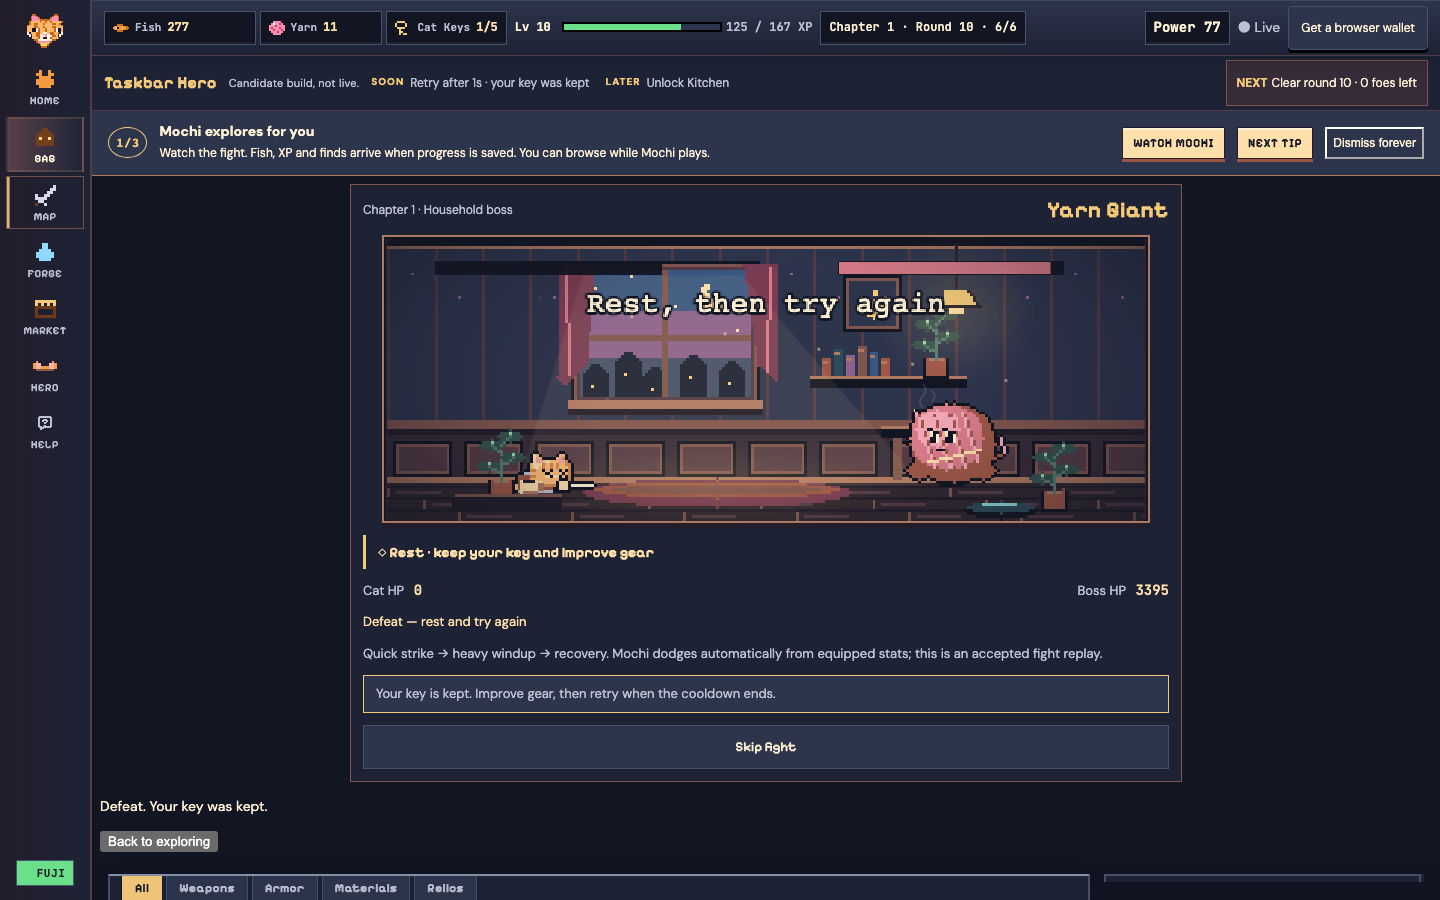 Fish 277
Yarn 11
Cat Keys 1/5
Lv 10
125 / 167 XP
Chapter 1 · Round 10 · 6/6
Power 77
Live
Get a browser wallet
Taskbar Hero
Candidate build, not live.
SOON Retry after 1s · your key was kept
LATER Unlock Kitchen
NEXT Clear round 10 · 0 foes left
HOME
BAG
MAP
FORGE
MARKET
HERO
HELP
FUJI
1/3
Mochi explores for you
Watch the fight. Fish, XP and finds arrive when progress is saved. You can browse while Mochi plays.
WATCH MOCHI
NEXT TIP
Dismiss forever
Chapter 1 · Household boss
Yarn Giant
Rest, then try again
◇ Rest · keep your key and improve gear
Cat HP 0
Boss HP 3395
Defeat — rest and try again
Quick strike → heavy windup → recovery. Mochi dodges automatically from equipped stats; this is an accepted fight replay.
Your key is kept. Improve gear, then retry when the cooldown ends.
Skip fight
Defeat. Your key was kept.
Back to exploring
All
Weapons
Armor
Materials
Relics